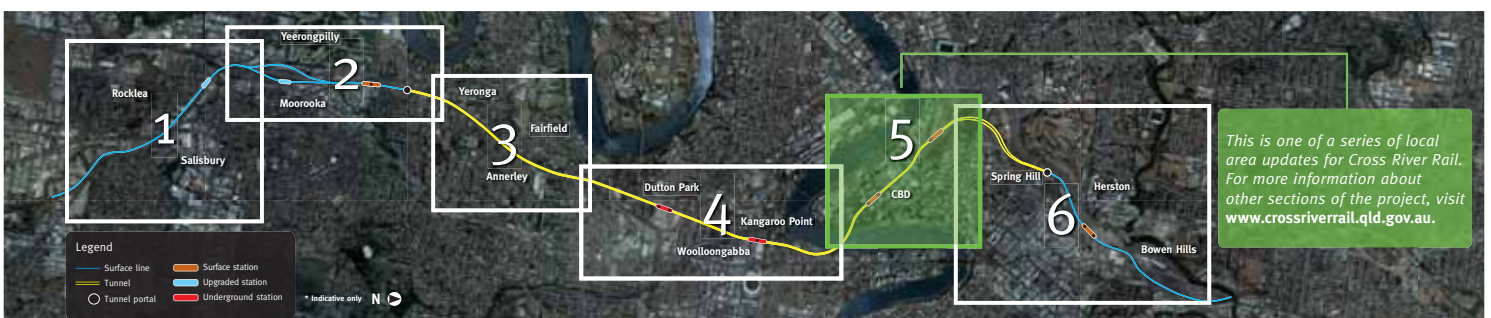 Yeerongpilly
2
Rocklea
Moorooka
1
Salisbury
Yeronga
Fairfield
3
Annerley
Dutton Park
4
Kangaroo Point
Woolloongabba
5
CBD
Spring Hill
Herston
6
Bowen Hills
This is one of a series of local
area updates for Cross River Rail.
For more information about
other sections of the project, visit
www.crossriverrail.qld.gov.au.
Legend
Surface line
Tunnel
Tunnel portal
Surface station
Upgraded station
Underground station
* Indicative only
N